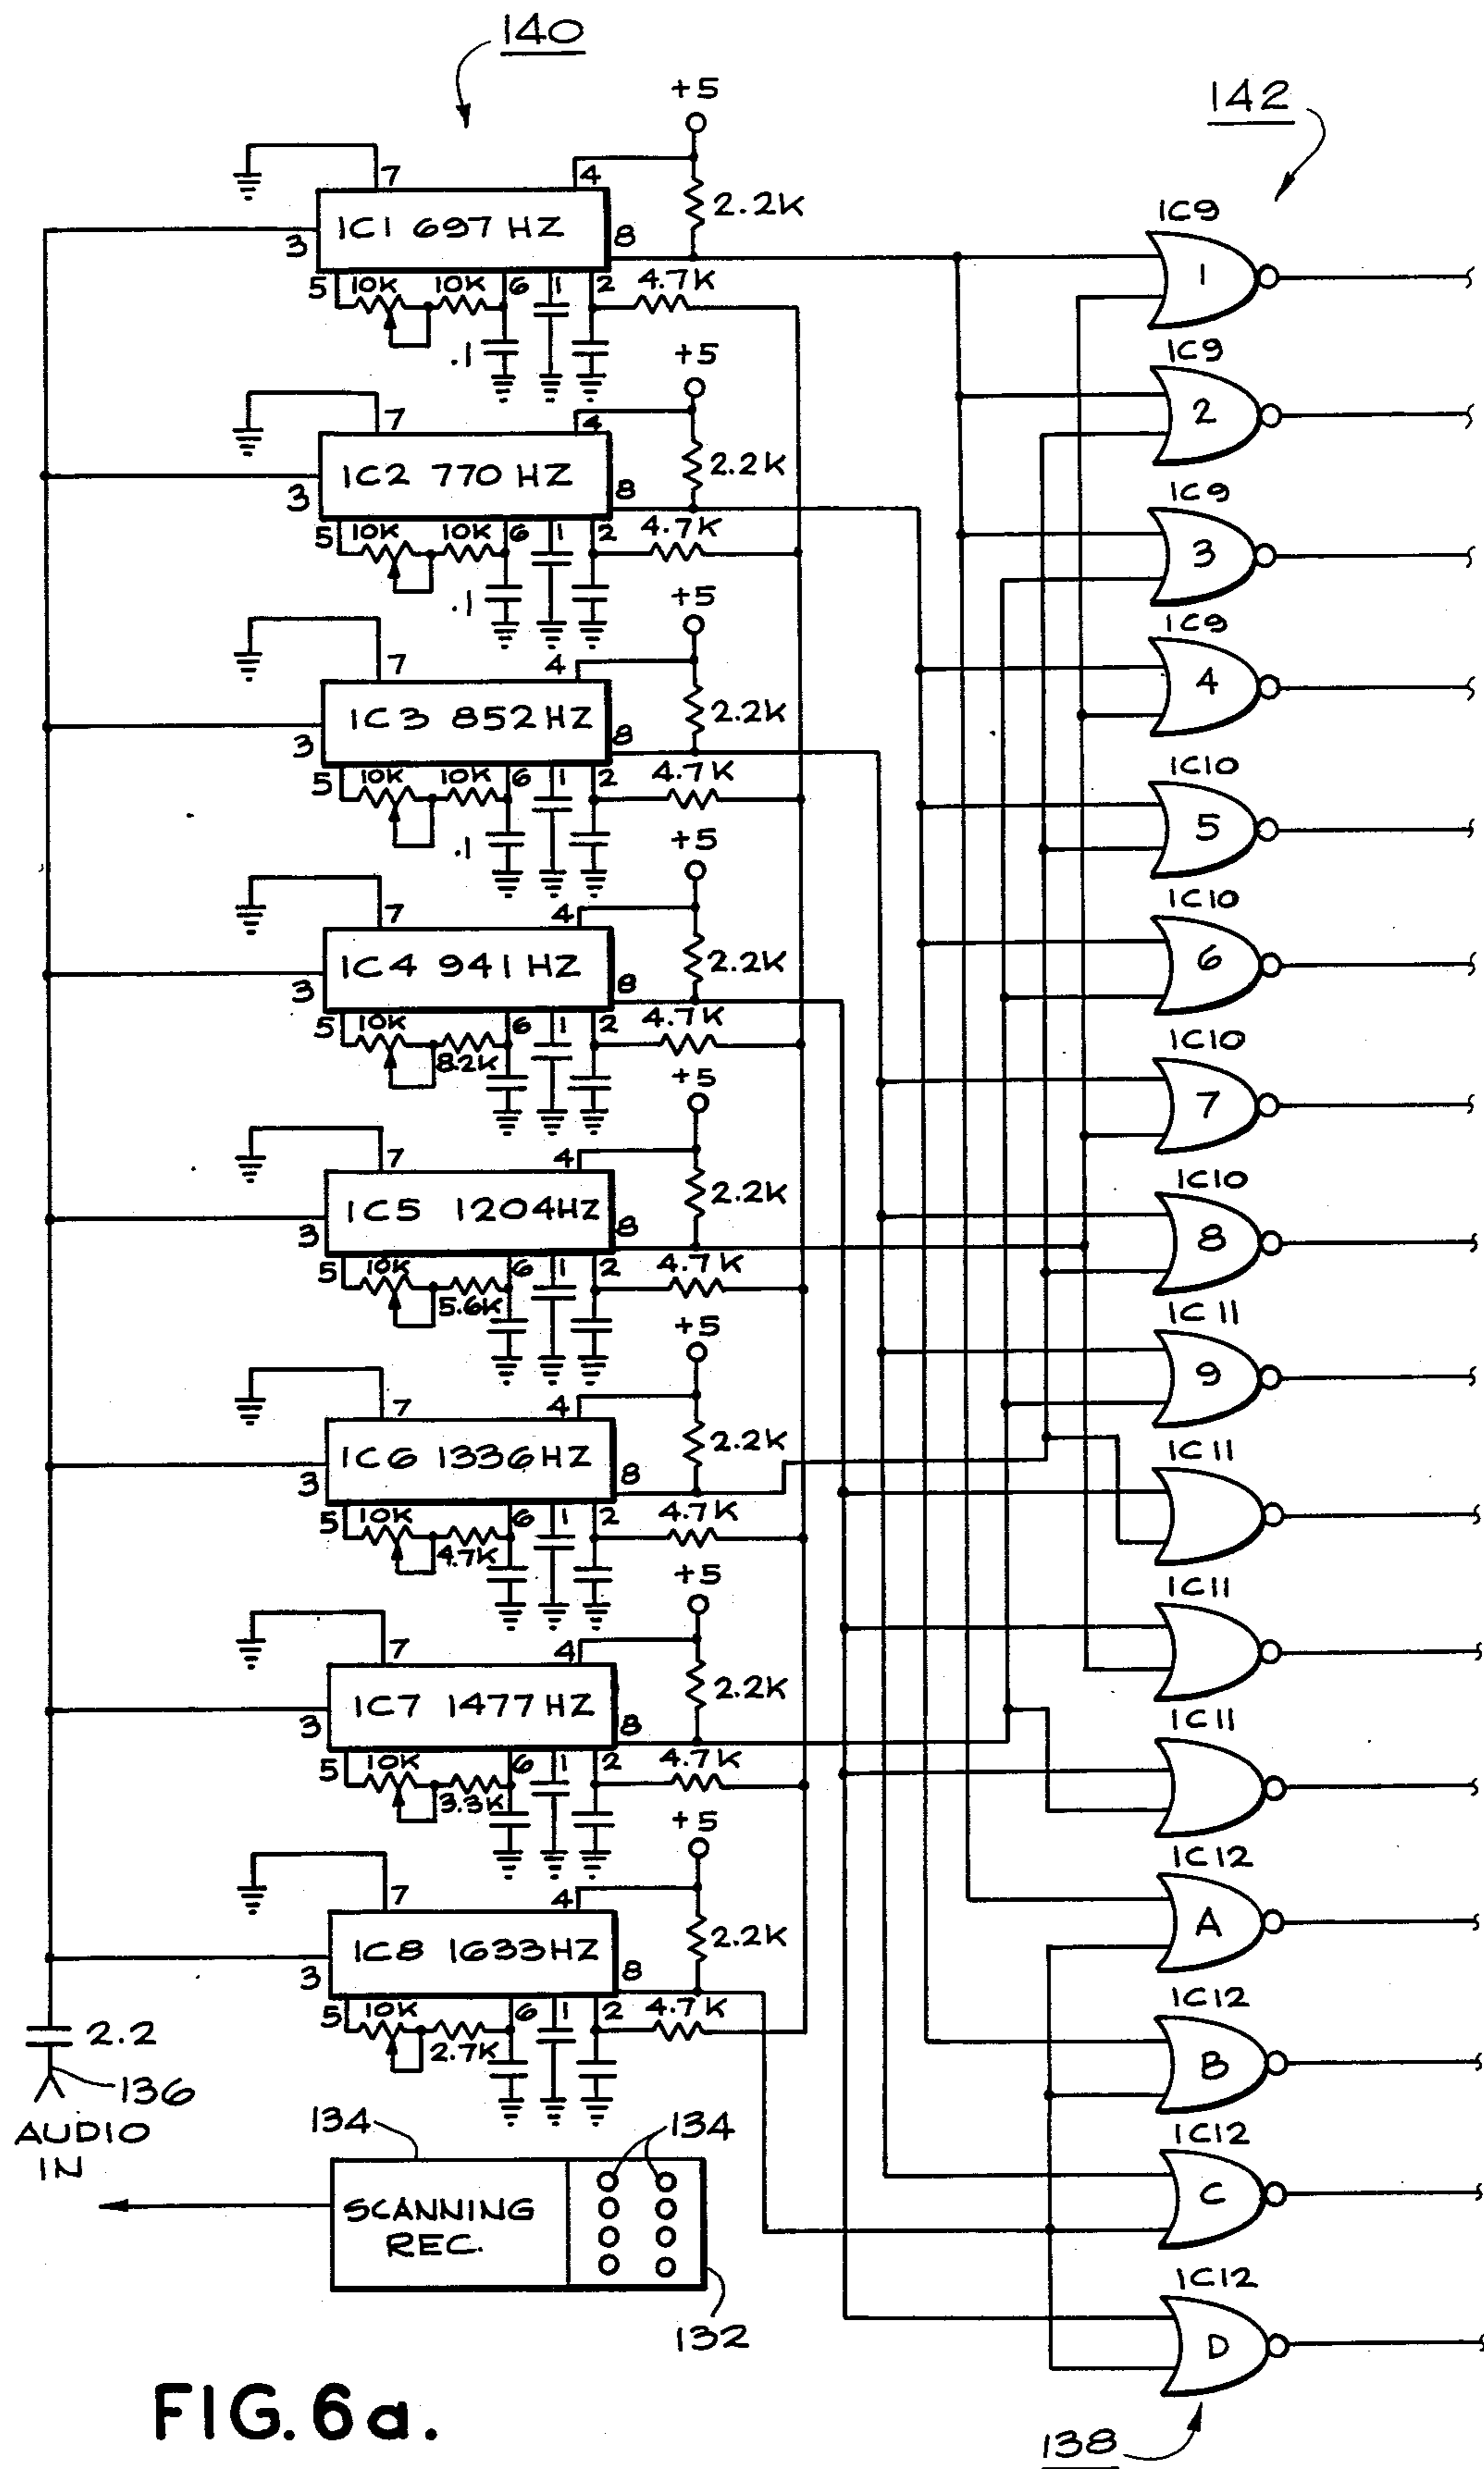 140
142
+5
7
4
2.2K
IC1 697 HZ
3
8
5
10K
10K
6
1
2
4.7K
.1
+5
7
4
2.2K
IC2 770 HZ
3
8
5
10K
10K
6
1
2
4.7K
.1
+5
7
4
2.2K
IC3 852 HZ
3
8
5
10K
10K
6
1
2
4.7K
.1
+5
7
4
2.2K
IC4 941 HZ
3
8
5
10K
8.2K
6
1
2
4.7K
+5
7
4
2.2K
IC5 1204HZ
3
8
5
10K
5.6K
6
1
2
4.7K
+5
7
4
2.2K
IC6 1336HZ
3
8
5
10K
4.7K
6
1
2
4.7K
+5
7
4
2.2K
IC7 1477HZ
3
8
5
10K
3.3K
6
1
2
4.7K
+5
7
4
2.2K
IC8 1633HZ
3
8
5
10K
2.7K
6
1
2
4.7K
IC9
1
IC9
2
IC9
3
IC9
4
IC10
5
IC10
6
IC10
7
IC10
8
IC11
9
IC11
IC11
IC11
IC12
A
IC12
B
IC12
C
IC12
D
2.2
136
AUDIO
IN
134
134
SCANNING
REC.
132
138
FIG. 6a.